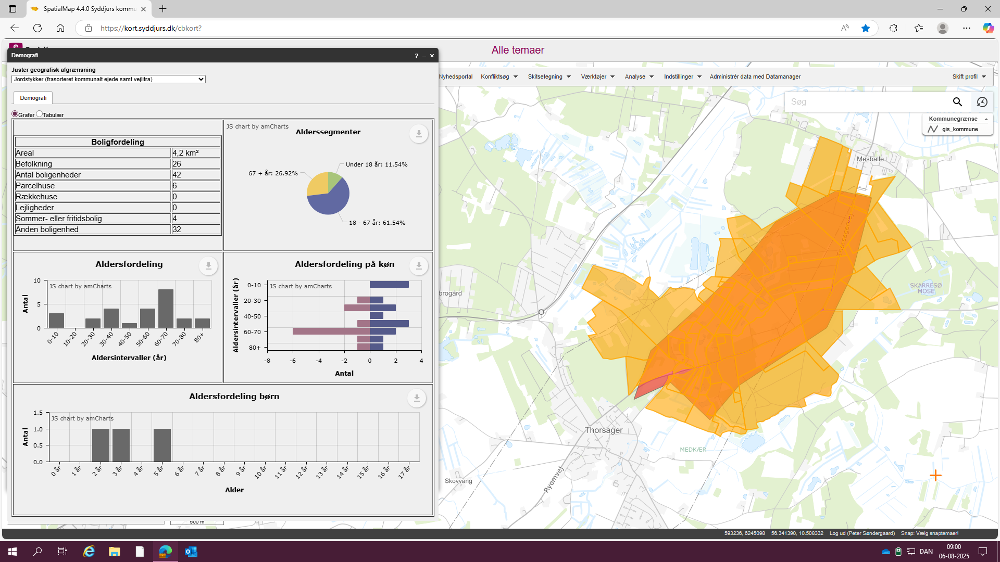 SpatialMap 4.4.0 Syddjurs kommu
https://kort.syddjurs.dk/cbkort?
Alle temaer
Demografi
? _ ×
Juster geografisk afgrænsning
Jordstykker (frasorteret kommunalt ejede samt vejlitra)
Nyhedsportal Konfliktsøg Skitsetegning Værktøjer Analyse Indstillinger Administrér data med Datamanager Skift profil
Demografi
Søg
Grafer Tabulær
Kommunegrænse
gis_kommune
Boligfordeling
Areal 4,2 km²
Befolkning 26
Antal boligenheder 42
Parcelhuse 6
Rækkehuse 0
Lejligheder 0
Sommer- eller fritidsbolig 4
Anden boligenhed 32
JS chart by amCharts
Alderssegmenter
Under 18 år: 11.54%
67 + år: 26.92%
18 - 67 år: 61.54%
Aldersfordeling
JS chart by amCharts
Antal
10
5
0
0-10 10-20 20-30 30-40 40-50 50-60 60-70 70-80 80+
Aldersintervaller (år)
Aldersfordeling på køn
JS chart by amCharts
Aldersintervaller (år)
0-10
20-30
40-50
60-70
80+
-8 -6 -4 -2 0 2 4
Antal
Aldersfordeling børn
JS chart by amCharts
Antal
1.5
1.0
0.5
0.0
0 år 1 år 2 år 3 år 4 år 5 år 6 år 7 år 8 år 9 år 10 år 11 år 12 år 13 år 14 år 15 år 16 år 17 år
Alder
Mesballe
Thorsagervej
SKARRESØ
MOSE
brogård
Thorsager
MEDKÆR
Skovvang
Ryomvej
500 m
593236, 6245098 56.341390, 10.508332 Log ud (Peter Søndergaard) Snap: Vælg snaptemaer!
DAN
09:00
06-08-2025